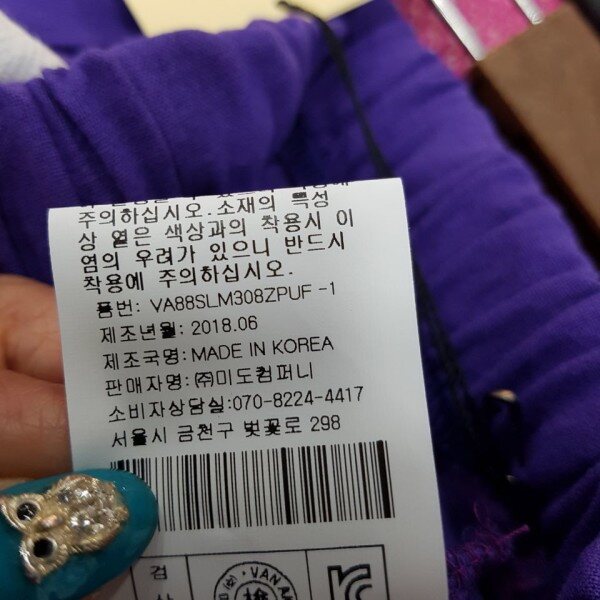 주의하십시오.소재의 특성
상 옅은 색상과의 착용시 이
염의 우려가 있으니 반드시
착용에 주의하십시오.
품번: VA88SLM308ZPUF -1
제조년월: 2018.06
제조국명: MADE IN KOREA
판매자명: ㈜미도컴퍼니
소비자상담실:070-8224-4417
서울시 금천구 벚꽃로 298
검
VAN